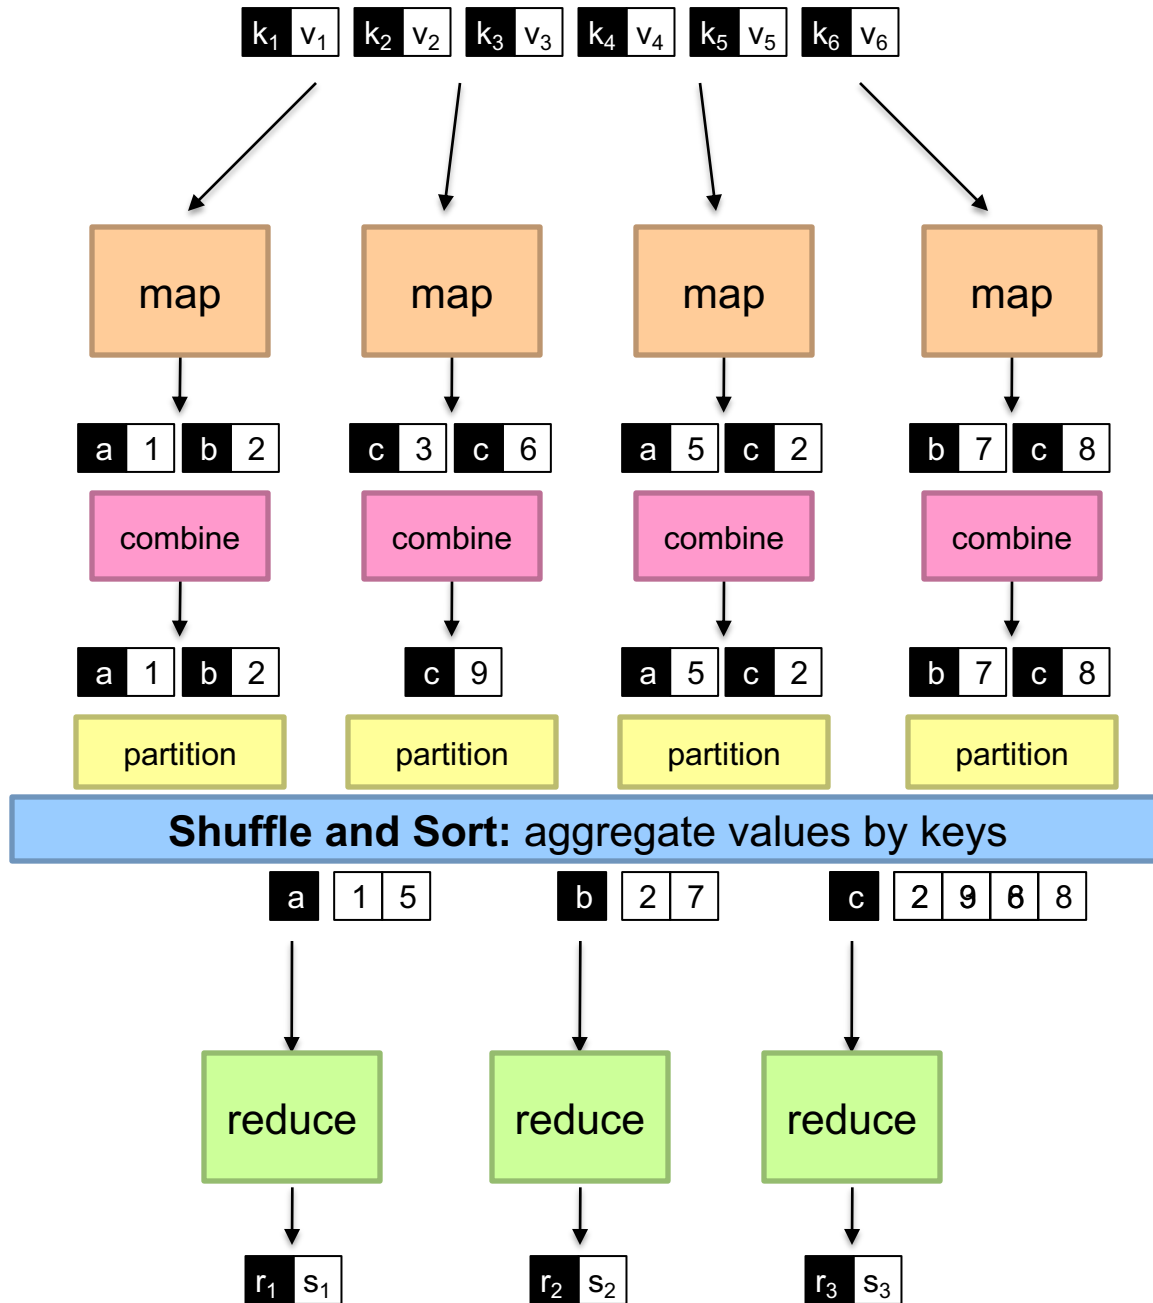 k₁ v₁ k₂ v₂ k₃ v₃ k₄ v₄ k₅ v₅ k₆ v₆
map map map map
a 1 b 2 c 3 c 6 a 5 c 2 b 7 c 8
combine combine combine combine
a 1 b 2 c 9 a 5 c 2 b 7 c 8
partition partition partition partition
Shuffle and Sort: aggregate values by keys
a 1 5 b 2 7 c 8
reduce reduce reduce
r₁ s₁ r₂ s₂ r₃ s₃